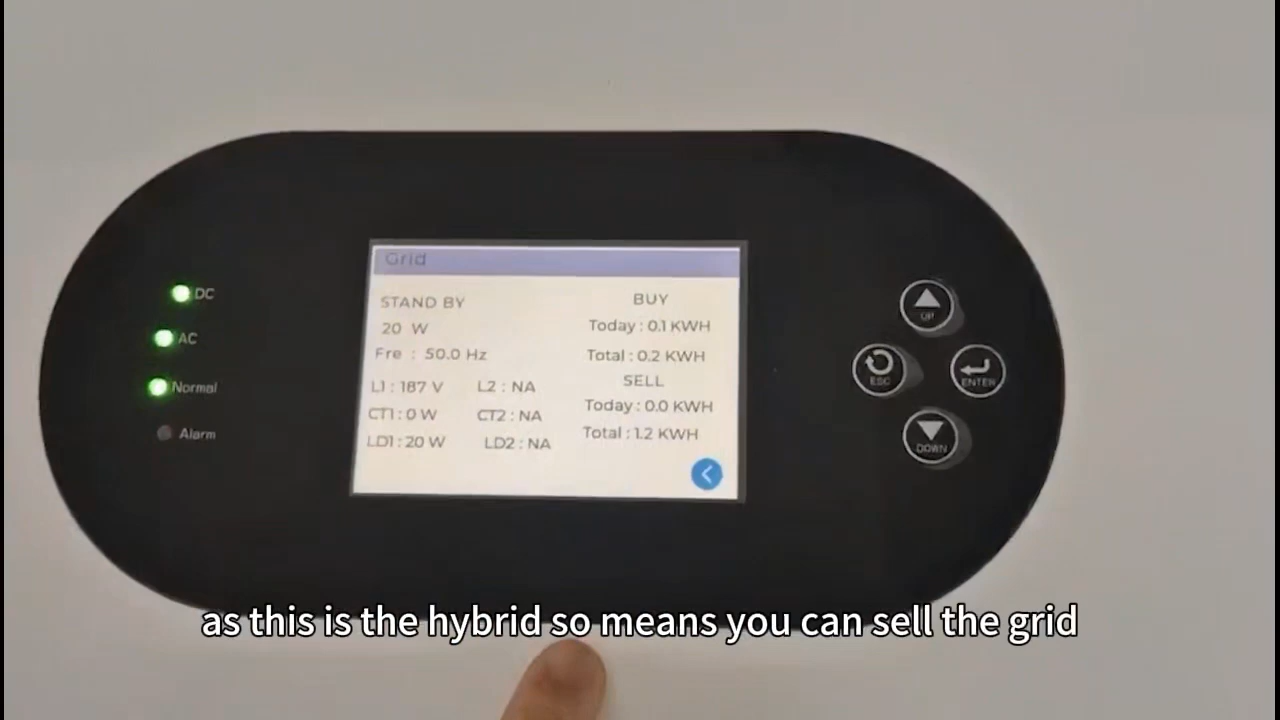 Grid
STAND BY
20 W
Fre : 50.0 Hz
L1 : 187 V L2 : NA
CT1 : 0 W CT2 : NA
LD1 : 20 W LD2 : NA
BUY
Today : 0.1 KWH
Total : 0.2 KWH
SELL
Today : 0.0 KWH
Total : 1.2 KWH
DC
AC
Normal
Alarm
UP
ESC
ENTER
DOWN
as this is the hybrid so means you can sell the grid